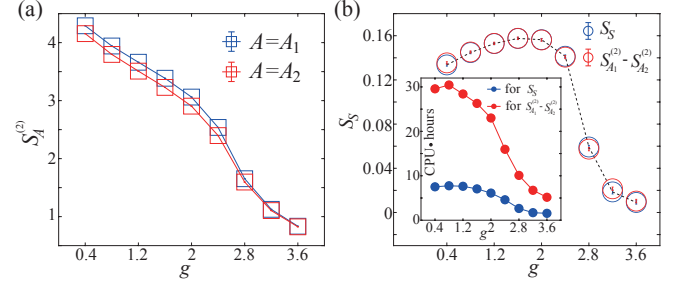 (a)
4
3
2
1
S_A^{(2)}
A=A_1
A=A_2
0.4 1.2 2 2.8 3.6
g
(b)
0.16
0.12
0.08
0.04
0
S_S
S_S
S_{A_1}^{(2)} - S_{A_2}^{(2)}
0.4 1.2 2 2.8 3.6
g
30
20
10
0
CPU•hours
for S_S
for S_{A_1}^{(2)} - S_{A_2}^{(2)}
0.4 1.2 2 2.8 3.6
g